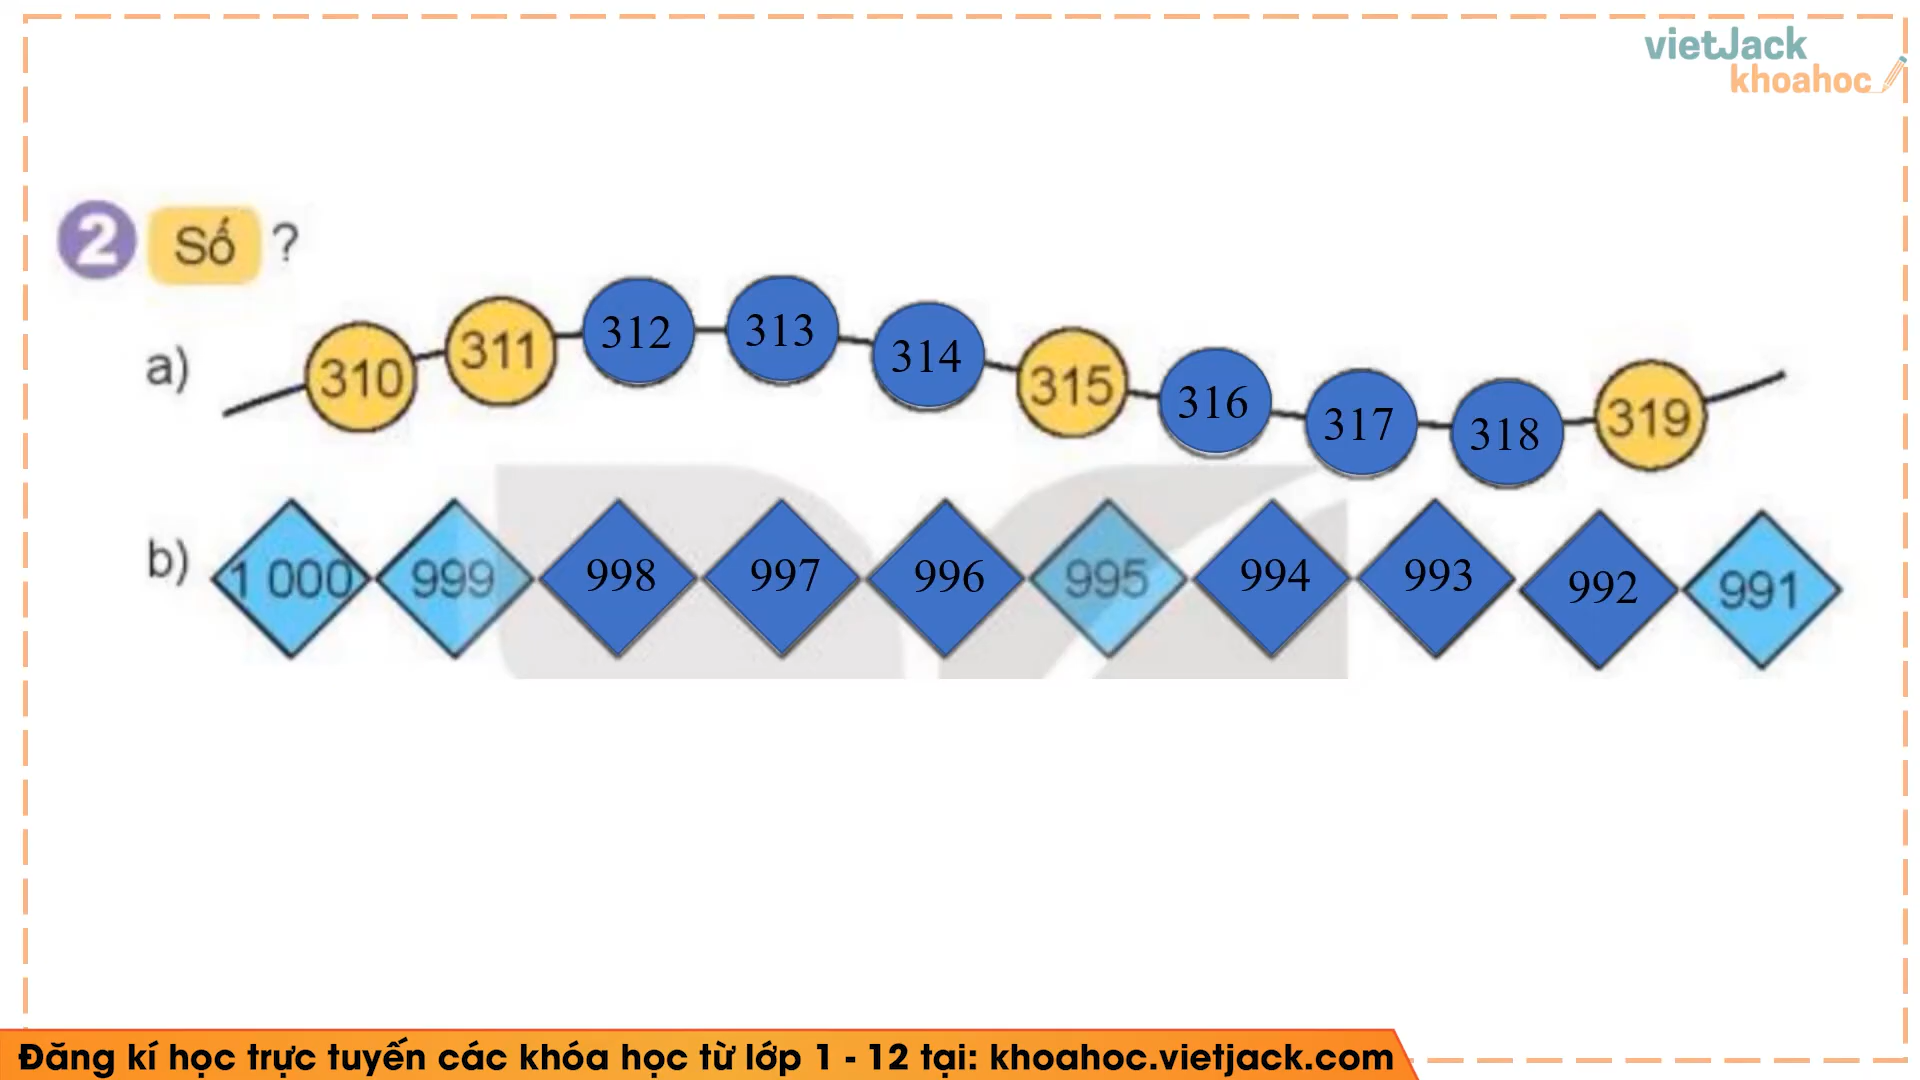 vietJack
khoahoc
2 Số ?
a) 310 311 312 313 314 315 316 317 318 319
b) 1 000 999 998 997 996 995 994 993 992 991
Đăng kí học trực tuyến các khóa học từ lớp 1 - 12 tại: khoahoc.vietjack.com